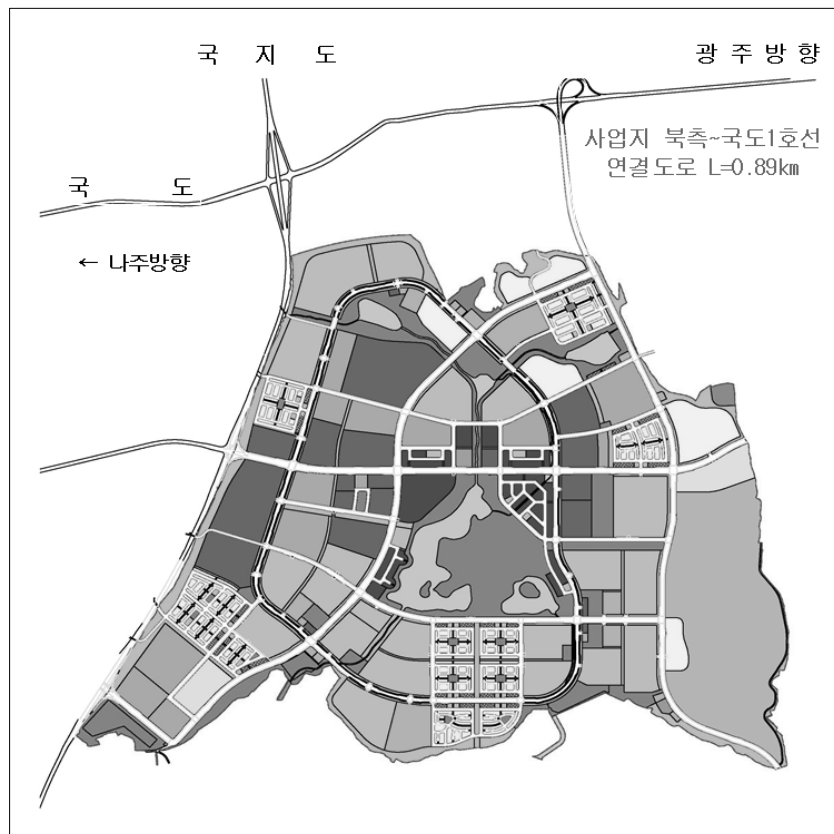 국 지 도
광 주 방 향
사업지 북측~국도1호선
연결도로 L=0.89km
국 도
← 나주방향